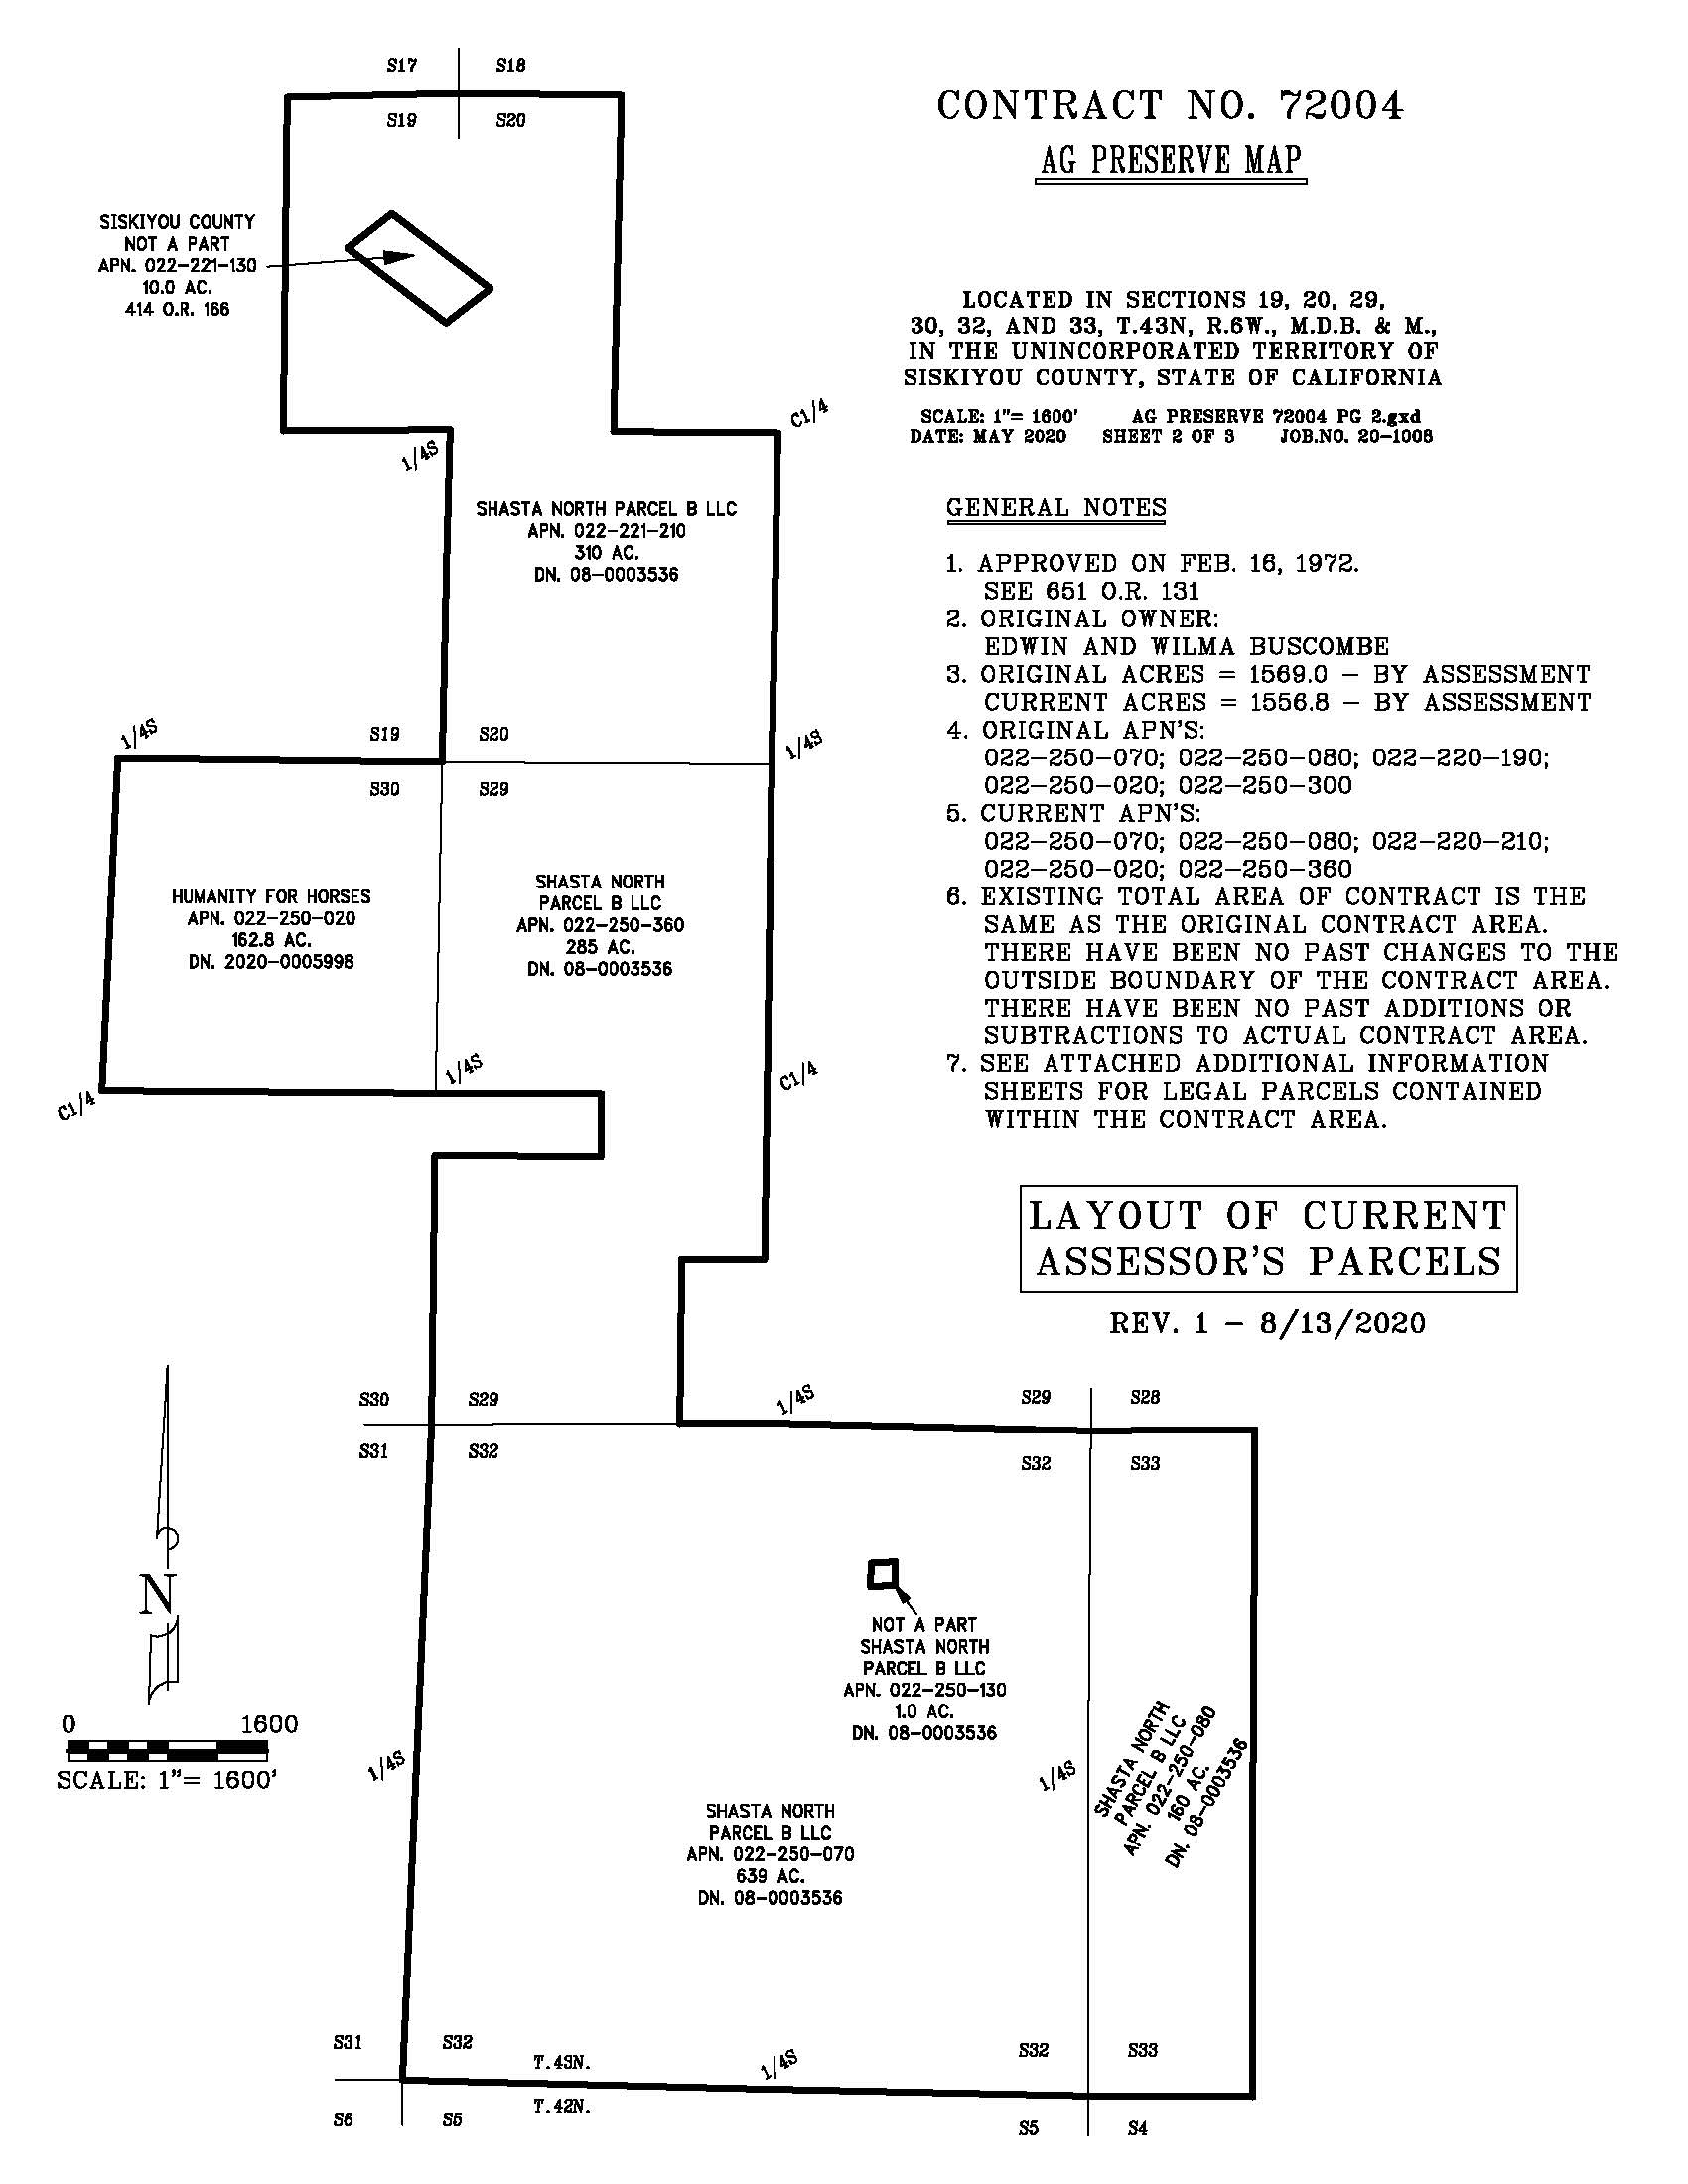 S17 S18
S19 S20
CONTRACT NO. 72004
AG PRESERVE MAP
SISKIYOU COUNTY
NOT A PART
APN. 022-221-130
10.0 AC.
414 O.R. 166
LOCATED IN SECTIONS 19, 20, 29,
30, 32, AND 33, T.43N, R.6W., M.D.B. & M.,
IN THE UNINCORPORATED TERRITORY OF
SISKIYOU COUNTY, STATE OF CALIFORNIA
SCALE: 1"= 1600' AG PRESERVE 72004 PG 2.gxd
DATE: MAY 2020 SHEET 2 OF 3 JOB.NO. 20-1008
C1/4
1/4S
SHASTA NORTH PARCEL B LLC
APN. 022-221-210
310 AC.
DN. 08-0003536
GENERAL NOTES
1. APPROVED ON FEB. 16, 1972.
SEE 651 O.R. 131
2. ORIGINAL OWNER:
EDWIN AND WILMA BUSCOMBE
3. ORIGINAL ACRES = 1569.0 - BY ASSESSMENT
CURRENT ACRES = 1556.8 - BY ASSESSMENT
4. ORIGINAL APN'S:
022-250-070; 022-250-080; 022-220-190;
022-250-020; 022-250-300
5. CURRENT APN'S:
022-250-070; 022-250-080; 022-220-210;
022-250-020; 022-250-360
6. EXISTING TOTAL AREA OF CONTRACT IS THE
SAME AS THE ORIGINAL CONTRACT AREA.
THERE HAVE BEEN NO PAST CHANGES TO THE
OUTSIDE BOUNDARY OF THE CONTRACT AREA.
THERE HAVE BEEN NO PAST ADDITIONS OR
SUBTRACTIONS TO ACTUAL CONTRACT AREA.
7. SEE ATTACHED ADDITIONAL INFORMATION
SHEETS FOR LEGAL PARCELS CONTAINED
WITHIN THE CONTRACT AREA.
1/4S
S19 S20
1/4S
S30 S29
HUMANITY FOR HORSES
APN. 022-250-020
162.8 AC.
DN. 2020-0005998
SHASTA NORTH
PARCEL B LLC
APN. 022-250-360
285 AC.
DN. 08-0003536
1/4S
C1/4
C1/4
LAYOUT OF CURRENT
ASSESSOR'S PARCELS
REV. 1 - 8/13/2020
S30 S29
1/4S
S29 S28
S31 S32
S32 S33
N
0 1600
SCALE: 1"= 1600'
NOT A PART
SHASTA NORTH
PARCEL B LLC
APN. 022-250-130
1.0 AC.
DN. 08-0003536
1/4S
1/4S
SHASTA NORTH
PARCEL B LLC
APN. 022-250-080
160 AC.
DN. 08-0003536
SHASTA NORTH
PARCEL B LLC
APN. 022-250-070
639 AC.
DN. 08-0003536
S31 S32
T.43N.
1/4S
S32 S33
S6 S5
T.42N.
S5 S4